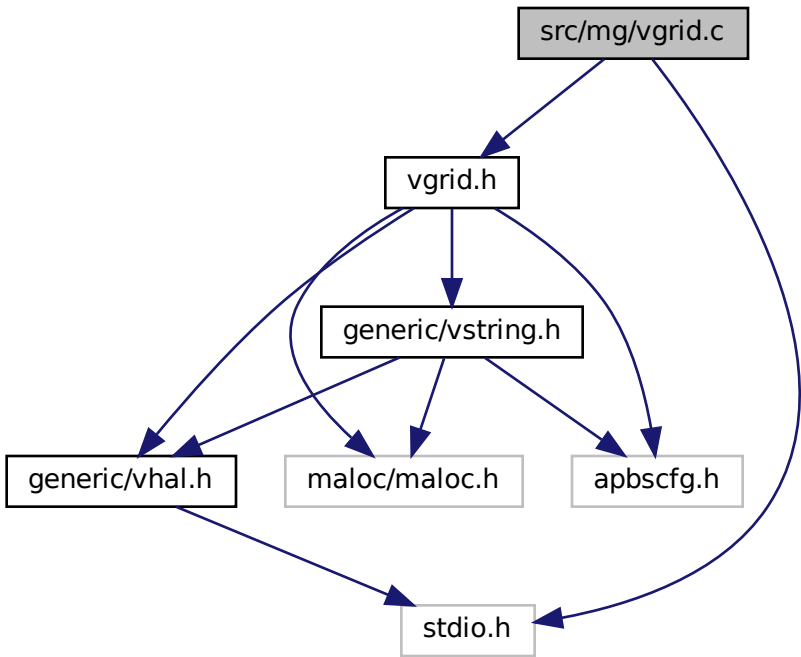 src/mg/vgrid.c
vgrid.h
generic/vstring.h
generic/vhal.h
maloc/maloc.h
apbscfg.h
stdio.h